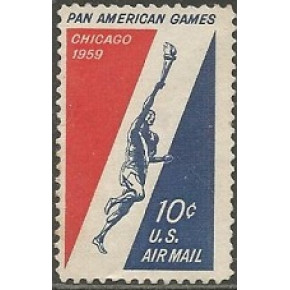 PAN AMERICAN GAMES
CHICAGO
1959
10¢
U.S.
AIR MAIL